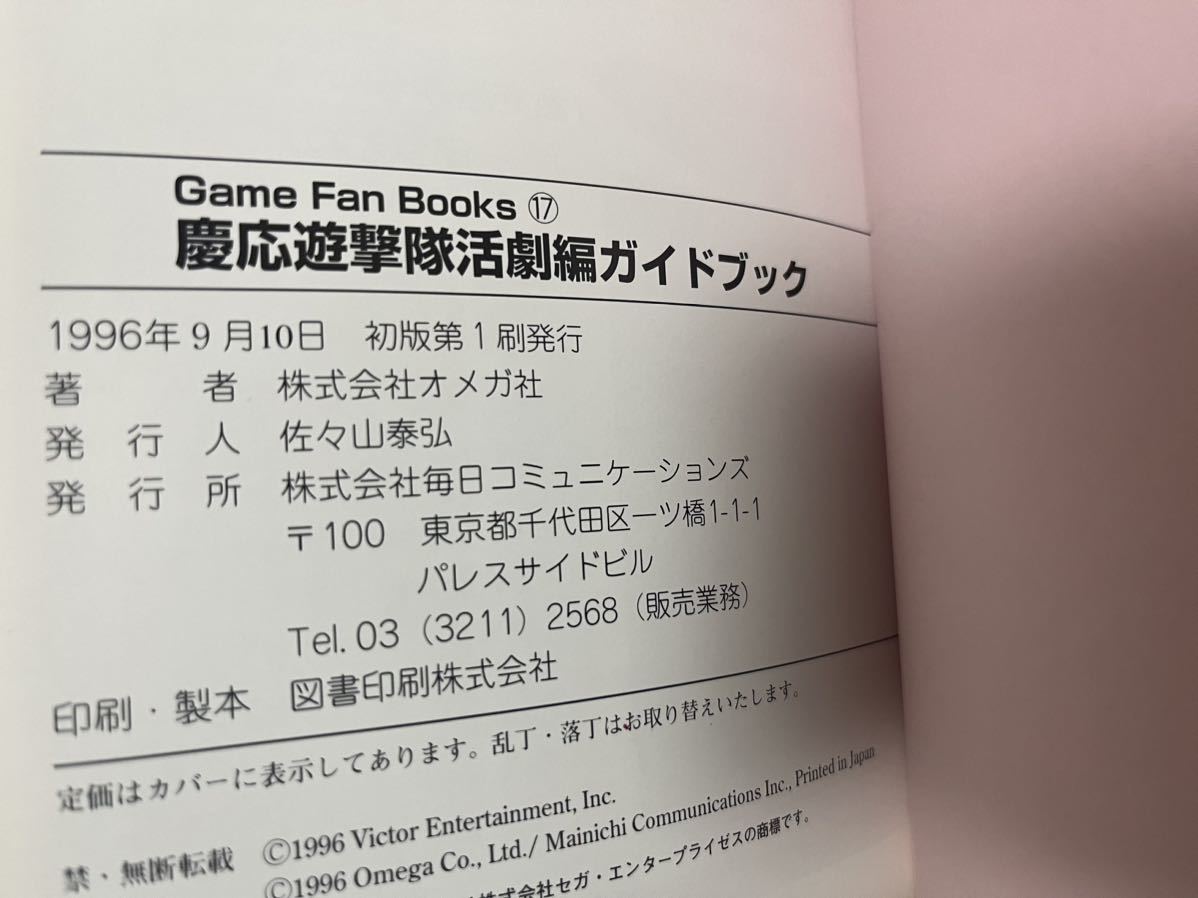 Game Fan Books ⑰
慶応遊撃隊活劇編ガイドブック
1996年9月10日 初版第1刷発行
著者 株式会社オメガ社
発行人 佐々山泰弘
発行所 株式会社毎日コミュニケーションズ
〒100 東京都千代田区一ツ橋1-1-1
パレスサイドビル
Tel. 03（3211）2568（販売業務）
印刷・製本 図書印刷株式会社
定価はカバーに表示してあります。乱丁・落丁はお取り替えいたします。
禁・無断転載 ©1996 Victor Entertainment, Inc.
©1996 Omega Co., Ltd./ Mainichi Communications Inc., Printed in Japan
株式会社セガ・エンタープライゼスの商標です。